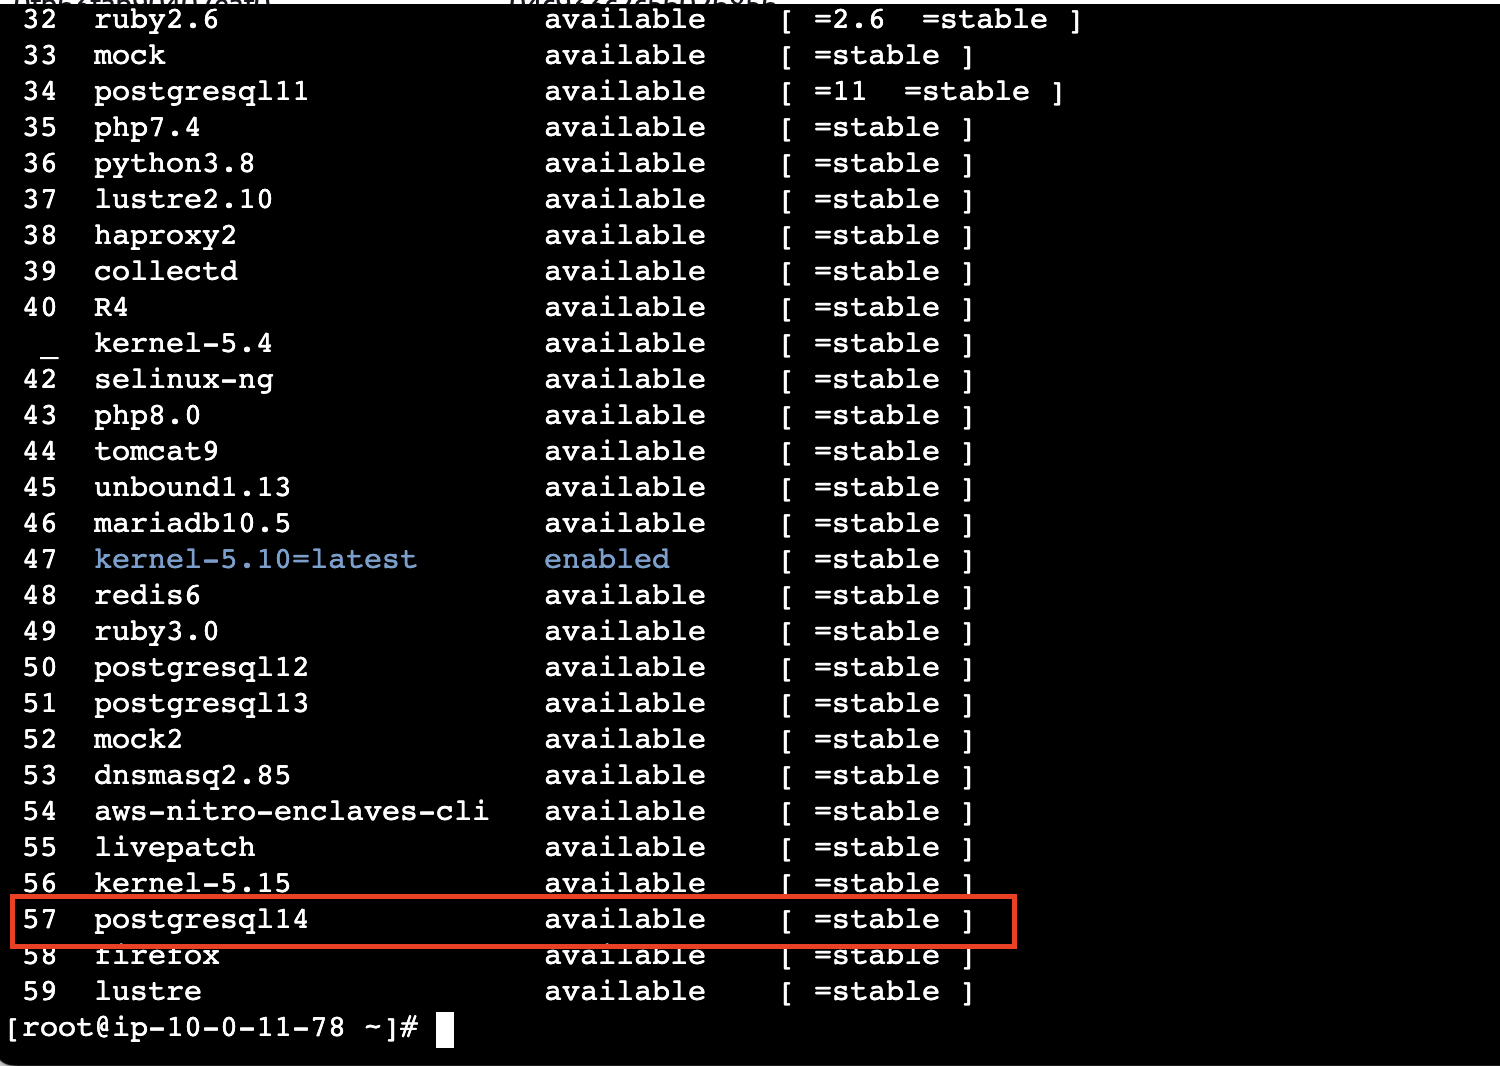 32 ruby2.6 available [ =2.6 =stable ]
33 mock available [ =stable ]
34 postgresql11 available [ =11 =stable ]
35 php7.4 available [ =stable ]
36 python3.8 available [ =stable ]
37 lustre2.10 available [ =stable ]
38 haproxy2 available [ =stable ]
39 collectd available [ =stable ]
40 R4 available [ =stable ]
_ kernel-5.4 available [ =stable ]
42 selinux-ng available [ =stable ]
43 php8.0 available [ =stable ]
44 tomcat9 available [ =stable ]
45 unbound1.13 available [ =stable ]
46 mariadb10.5 available [ =stable ]
47 kernel-5.10=latest enabled [ =stable ]
48 redis6 available [ =stable ]
49 ruby3.0 available [ =stable ]
50 postgresql12 available [ =stable ]
51 postgresql13 available [ =stable ]
52 mock2 available [ =stable ]
53 dnsmasq2.85 available [ =stable ]
54 aws-nitro-enclaves-cli available [ =stable ]
55 livepatch available [ =stable ]
56 kernel-5.15 available [ =stable ]
57 postgresql14 available [ =stable ]
58 firefox available [ =stable ]
59 lustre available [ =stable ]
[root@ip-10-0-11-78 ~]#